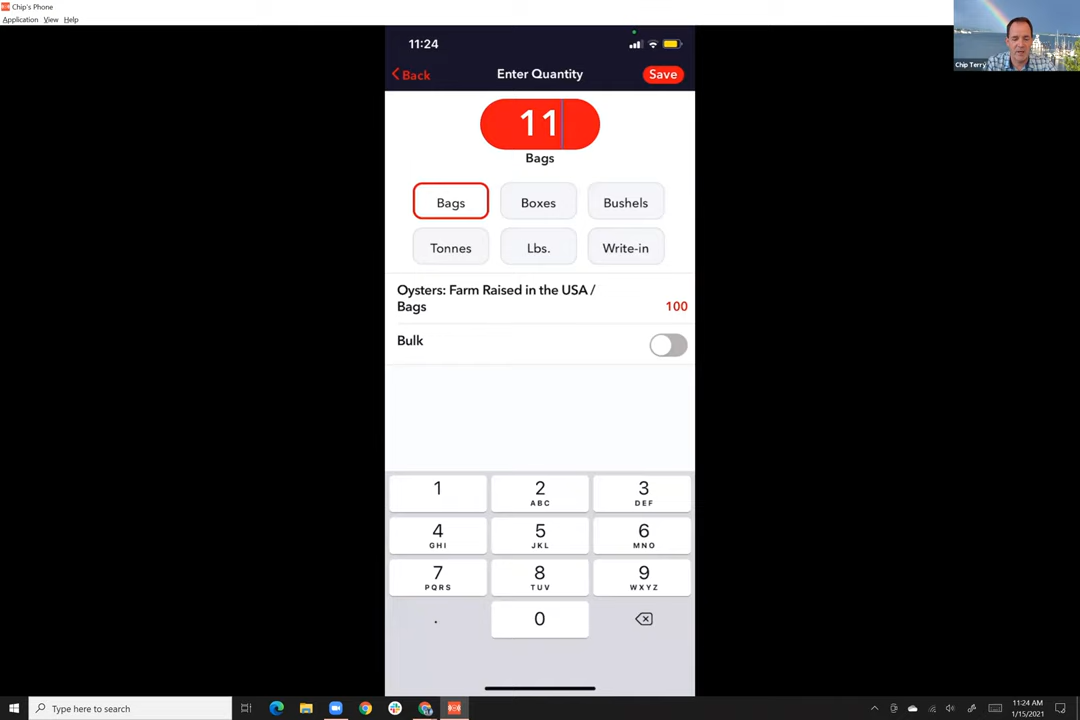 Chip's Phone
Application View Help
11:24
Back
Enter Quantity
Save
11
Bags
Bags
Boxes
Bushels
Tonnes
Lbs.
Write-in
Oysters: Farm Raised in the USA /
Bags
100
Bulk
1
2
ABC
3
DEF
4
GHI
5
JKL
6
MNO
7
PQRS
8
TUV
9
WXYZ
.
0
Chip Terry
Type here to search
11:24 AM
1/15/2021